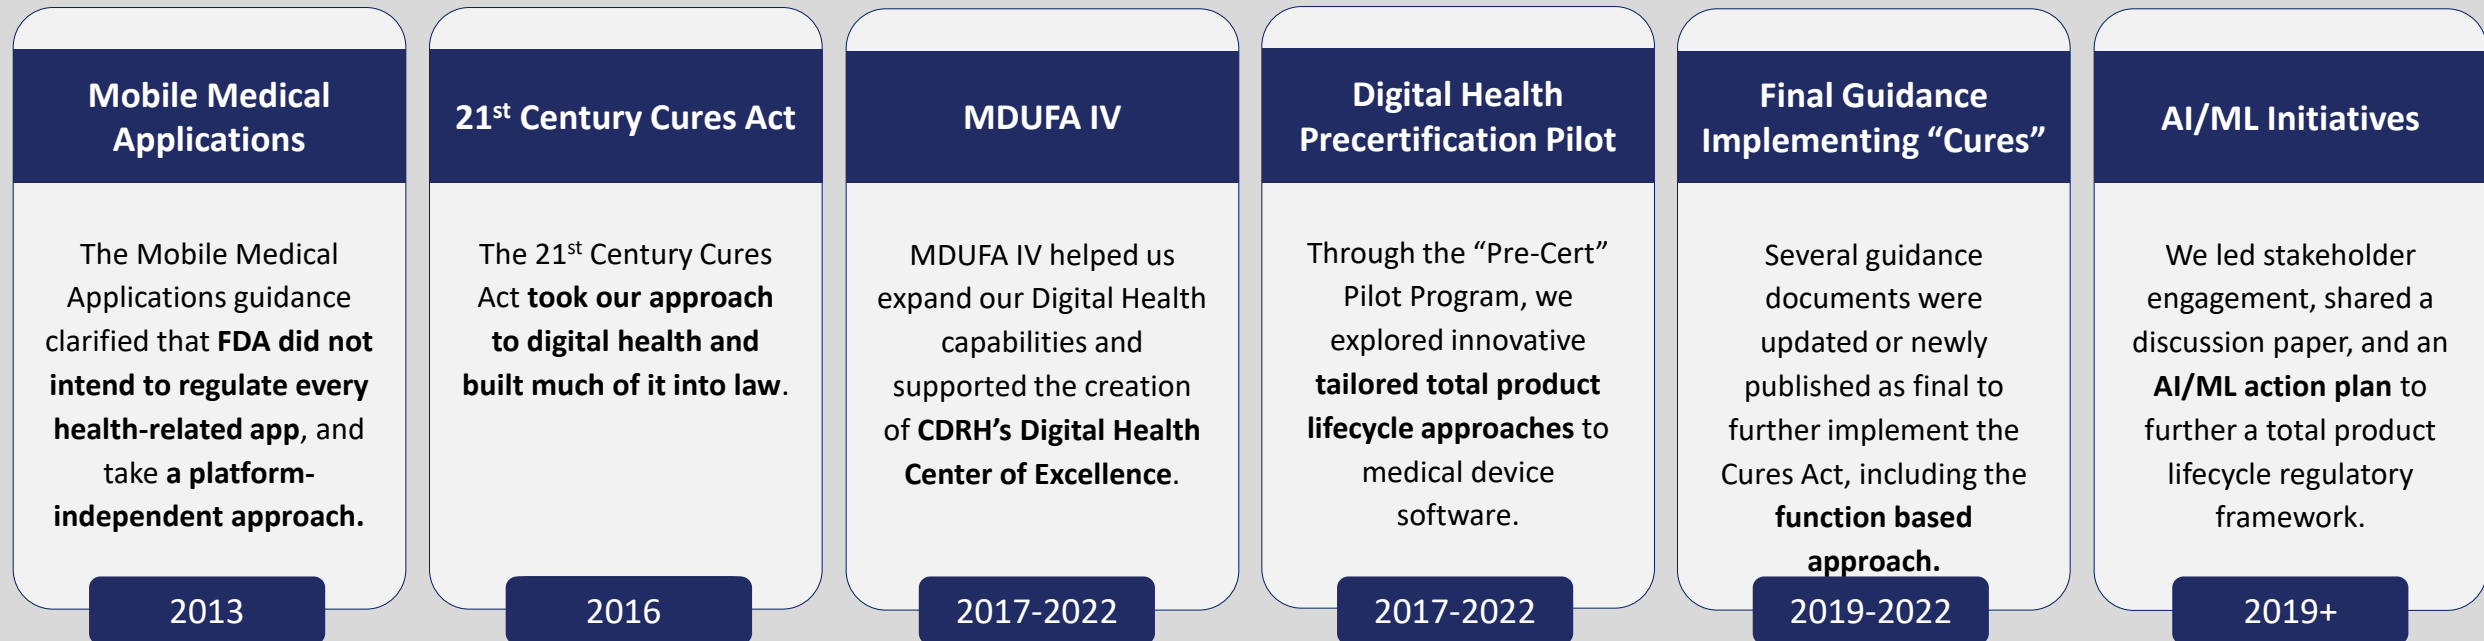 Mobile Medical
Applications
The Mobile Medical
Applications guidance
clarified that FDA did not
intend to regulate every
health-related app, and
take a platform-
independent approach.
2013
21st Century Cures Act
The 21st Century Cures
Act took our approach
to digital health and
built much of it into law.
2016
MDUFA IV
MDUFA IV helped us
expand our Digital Health
capabilities and
supported the creation
of CDRH’s Digital Health
Center of Excellence.
2017-2022
Digital Health
Precertification Pilot
Through the “Pre-Cert”
Pilot Program, we
explored innovative
tailored total product
lifecycle approaches to
medical device
software.
2017-2022
Final Guidance
Implementing “Cures”
Several guidance
documents were
updated or newly
published as final to
further implement the
Cures Act, including the
function based
approach.
2019-2022
AI/ML Initiatives
We led stakeholder
engagement, shared a
discussion paper, and an
AI/ML action plan to
further a total product
lifecycle regulatory
framework.
2019+